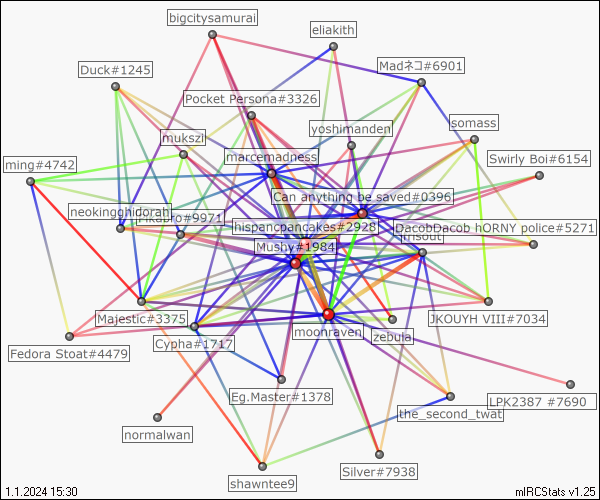 bigcitysamurai
eliakith
Madネコ#6901
Duck#1245
Pocket Persona#3326
yoshimanden
somass
mukszi
marcemadness
Swirly Boi#6154
ming#4742
Can anything be saved#0396
neokingghidorah
#9971
hispancpancakes#2928
DacobDacob hORNY police#5271
Mushy#1984
Majestic#3375
moonraven
JKOUYH VIII#7034
Cypha#1717
zebula
Fedora Stoat#4479
Eg.Master#1378
LPK2387 #7690
the_second_twat
normalwan
Silver#7938
shawntee9
1.1.2024 15:30
mIRCStats v1.25